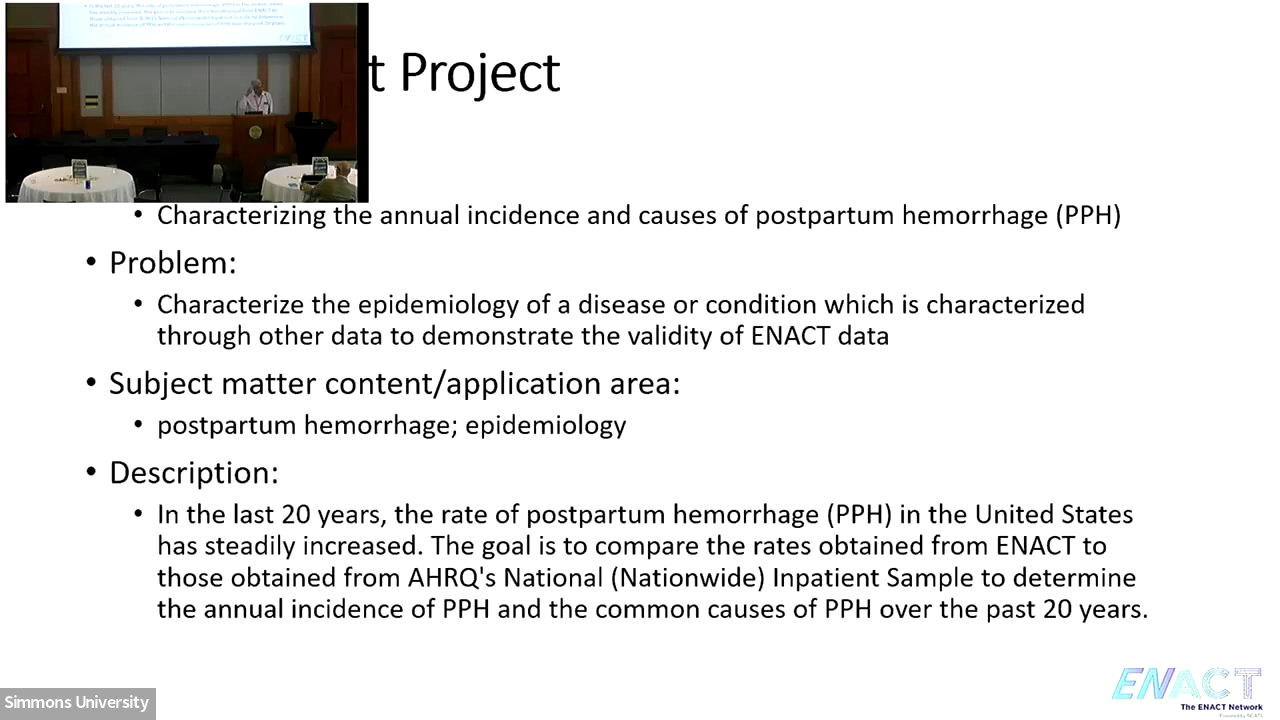 t Project
• Characterizing the annual incidence and causes of postpartum hemorrhage (PPH)
• Problem:
• Characterize the epidemiology of a disease or condition which is characterized
through other data to demonstrate the validity of ENACT data
• Subject matter content/application area:
• postpartum hemorrhage; epidemiology
• Description:
• In the last 20 years, the rate of postpartum hemorrhage (PPH) in the United States
has steadily increased. The goal is to compare the rates obtained from ENACT to
those obtained from AHRQ's National (Nationwide) Inpatient Sample to determine
the annual incidence of PPH and the common causes of PPH over the past 20 years.
Simmons University
ENACT
The ENACT Network
Powered by NCATS